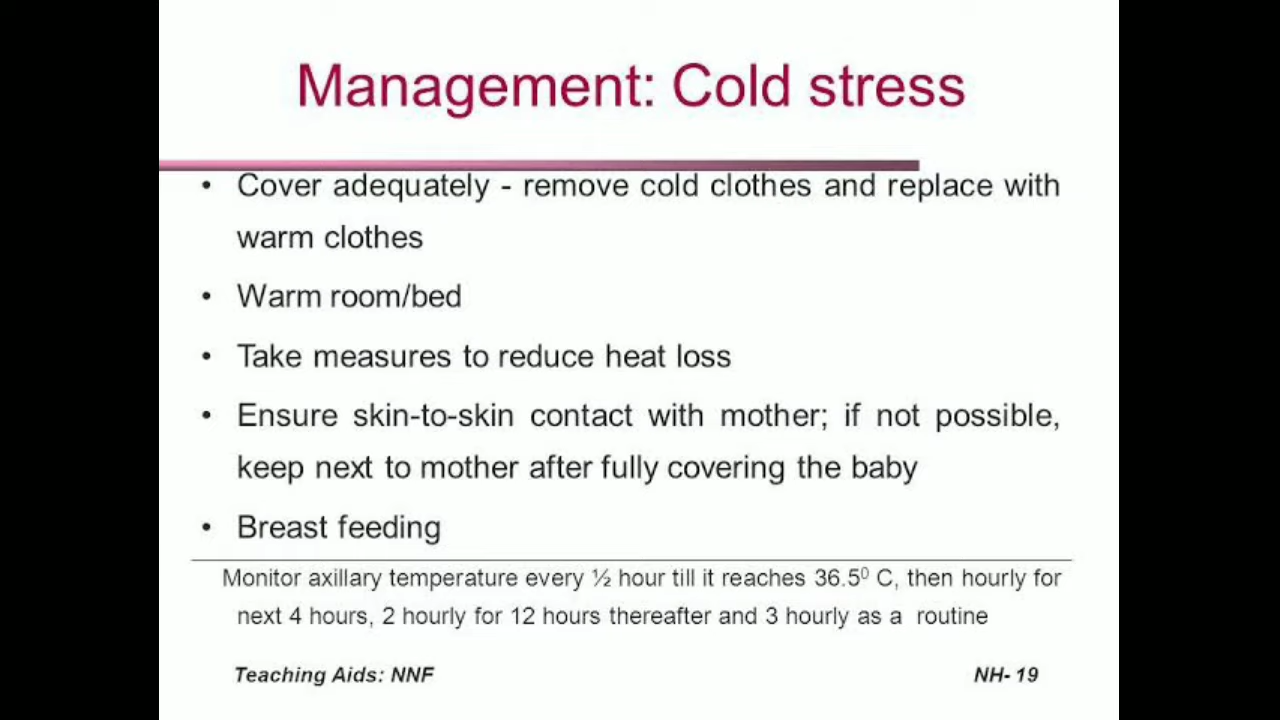 Management: Cold stress
• Cover adequately - remove cold clothes and replace with
warm clothes
• Warm room/bed
• Take measures to reduce heat loss
• Ensure skin-to-skin contact with mother; if not possible,
keep next to mother after fully covering the baby
• Breast feeding
Monitor axillary temperature every ½ hour till it reaches 36.5⁰ C, then hourly for
next 4 hours, 2 hourly for 12 hours thereafter and 3 hourly as a routine
Teaching Aids: NNF NH- 19